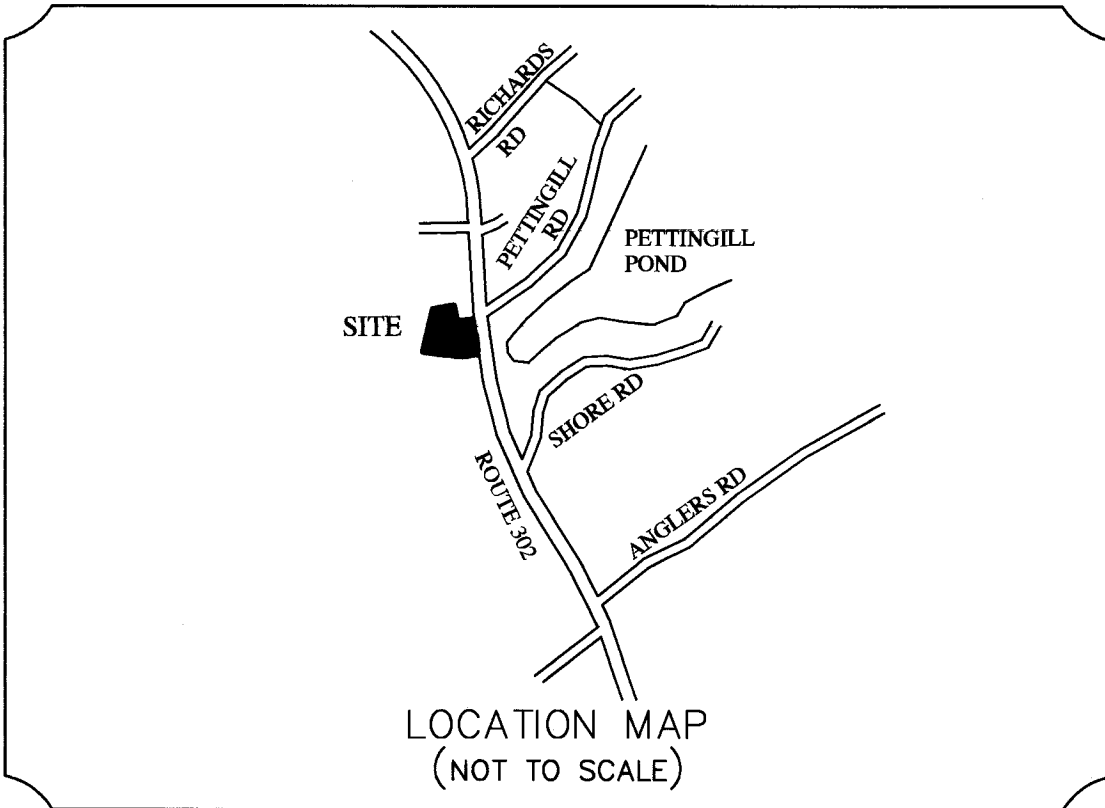 RICHARDS
RD
PETTINGILL
RD
PETTINGILL
POND
SITE
SHORE RD
ROUTE 302
ANGLERS RD
LOCATION MAP
(NOT TO SCALE)